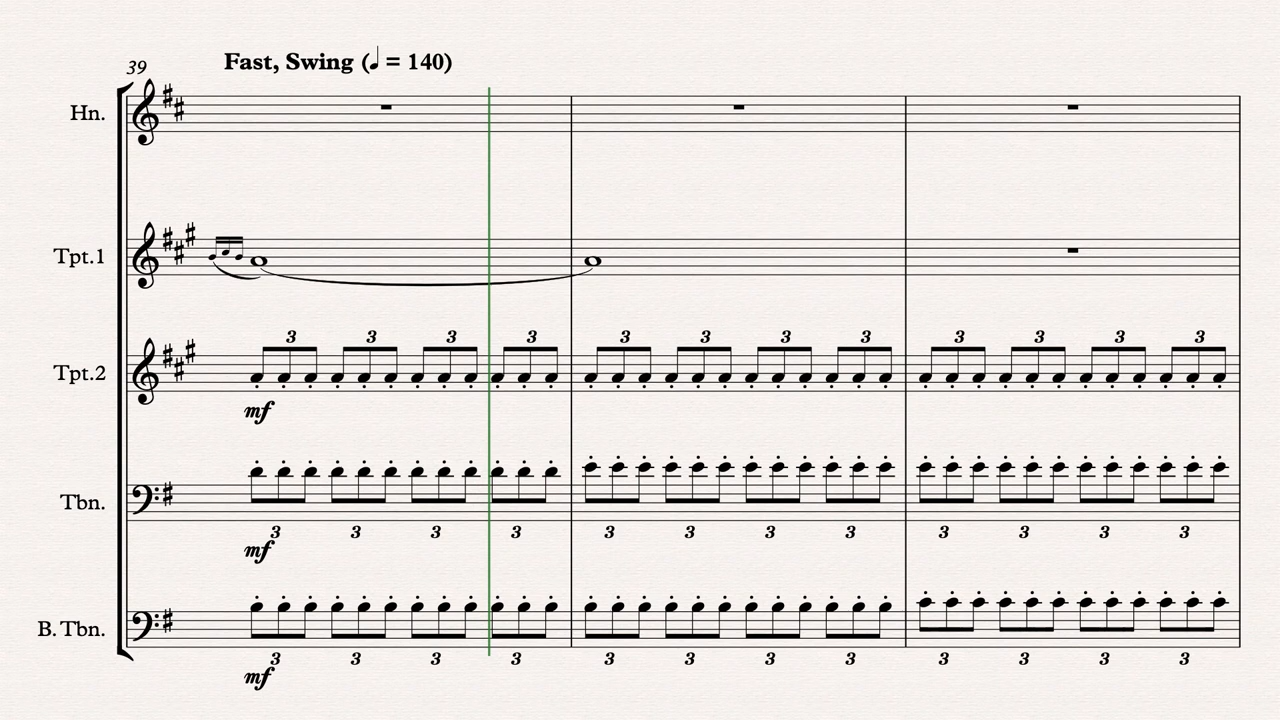 39
Fast, Swing (♩ = 140)
Hn.
Tpt.1
3 3 3 3 3 3 3 3 3 3 3 3
Tpt.2
mf
Tbn.
3 3 3 3 3 3 3 3 3 3 3 3
mf
B. Tbn.
3 3 3 3 3 3 3 3 3 3 3 3
mf